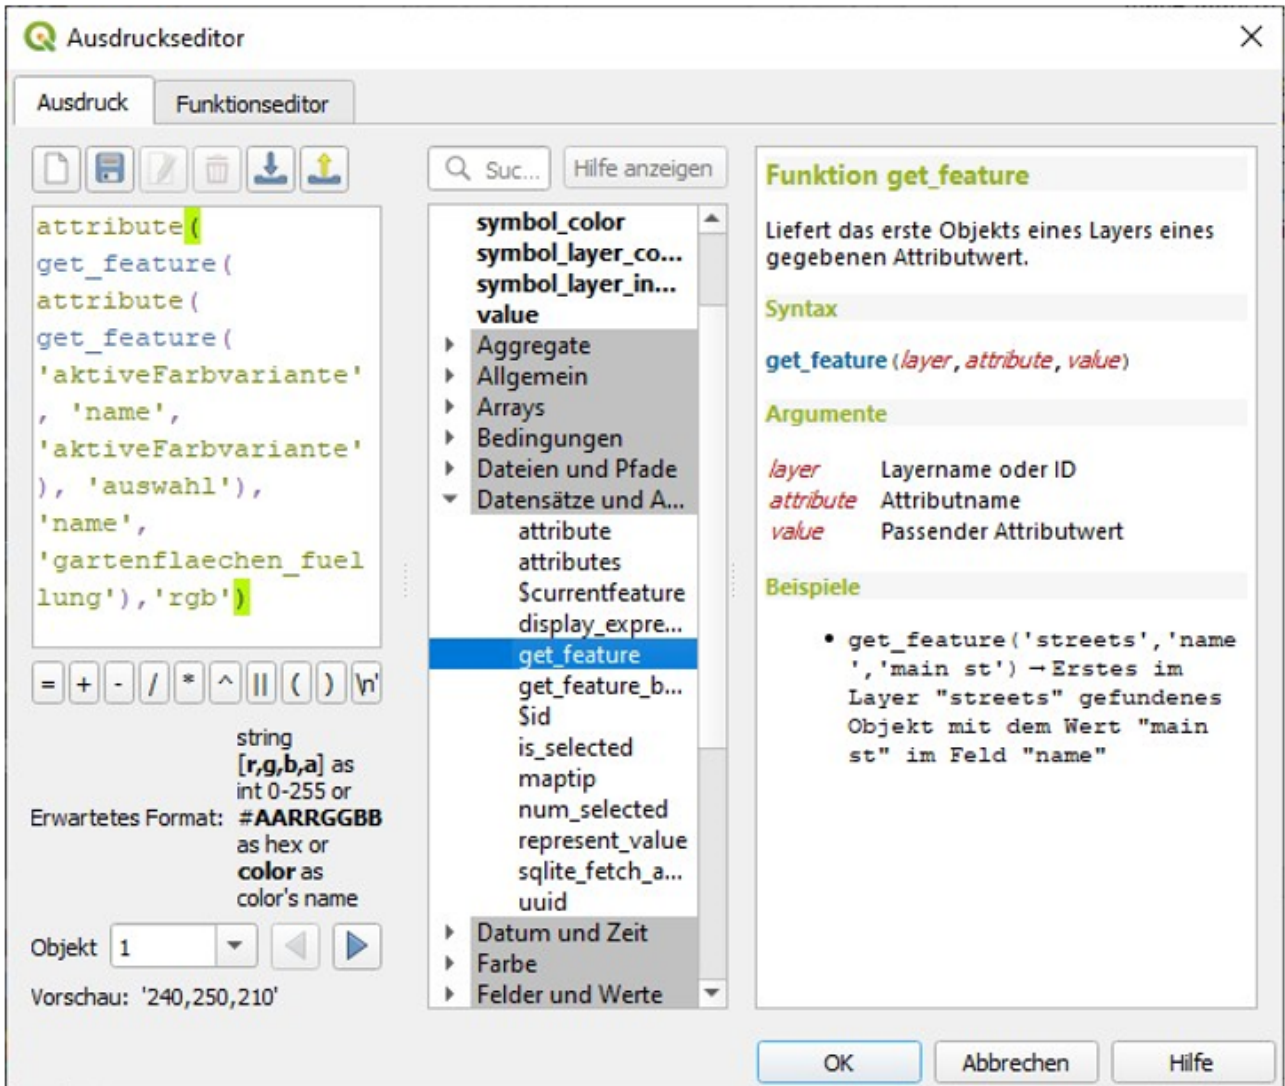 Ausdruckseditor
Ausdruck
Funktionseditor
attribute(
get_feature(
attribute(
get_feature(
'aktiveFarbvariante'
, 'name',
'aktiveFarbvariante'
), 'auswahl'),
'name',
'gartenflaechen_fuel
lung'),'rgb')
= + - / * ^ || ( ) \n'
Erwartetes Format:
string
[r,g,b,a] as
int 0-255 or
#AARRGGBB
as hex or
color as
color's name
Objekt 1
Vorschau: '240,250,210'
Suc...
Hilfe anzeigen
symbol_color
symbol_layer_co...
symbol_layer_in...
value
Aggregate
Allgemein
Arrays
Bedingungen
Dateien und Pfade
Datensätze und A...
attribute
attributes
$currentfeature
display_expre...
get_feature
get_feature_b...
$id
is_selected
maptip
num_selected
represent_value
sqlite_fetch_a...
uuid
Datum und Zeit
Farbe
Felder und Werte
Funktion get_feature
Liefert das erste Objekts eines Layers eines
gegebenen Attributwert.
Syntax
get_feature(layer,attribute,value)
Argumente
layer Layername oder ID
attribute Attributname
value Passender Attributwert
Beispiele
• get_feature('streets','name
','main st') → Erstes im
Layer "streets" gefundenes
Objekt mit dem Wert "main
st" im Feld "name"
OK
Abbrechen
Hilfe